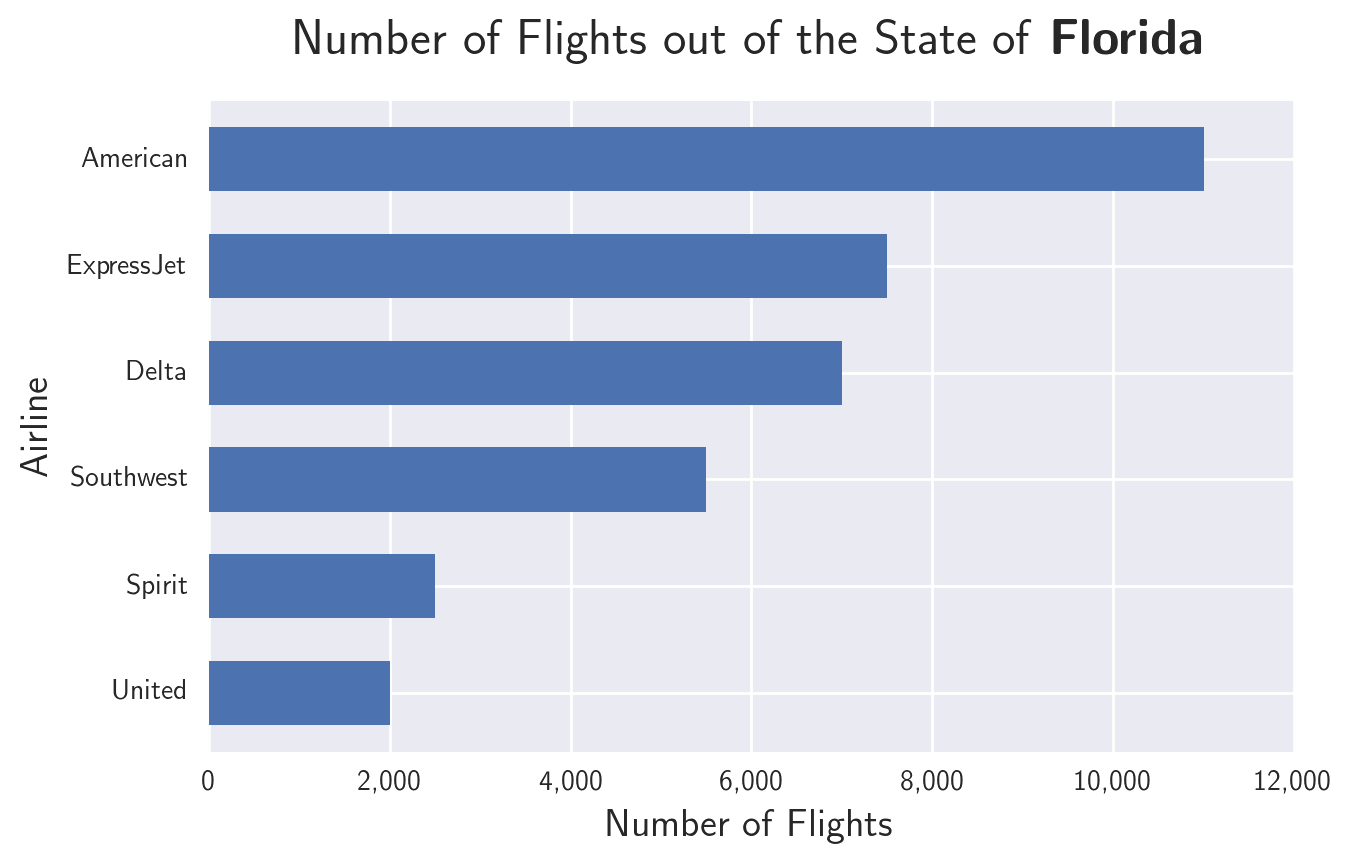 Number of Flights out of the State of Florida
American
ExpressJet
Delta
Southwest
Spirit
United
Airline
0 2,000 4,000 6,000 8,000 10,000 12,000
Number of Flights